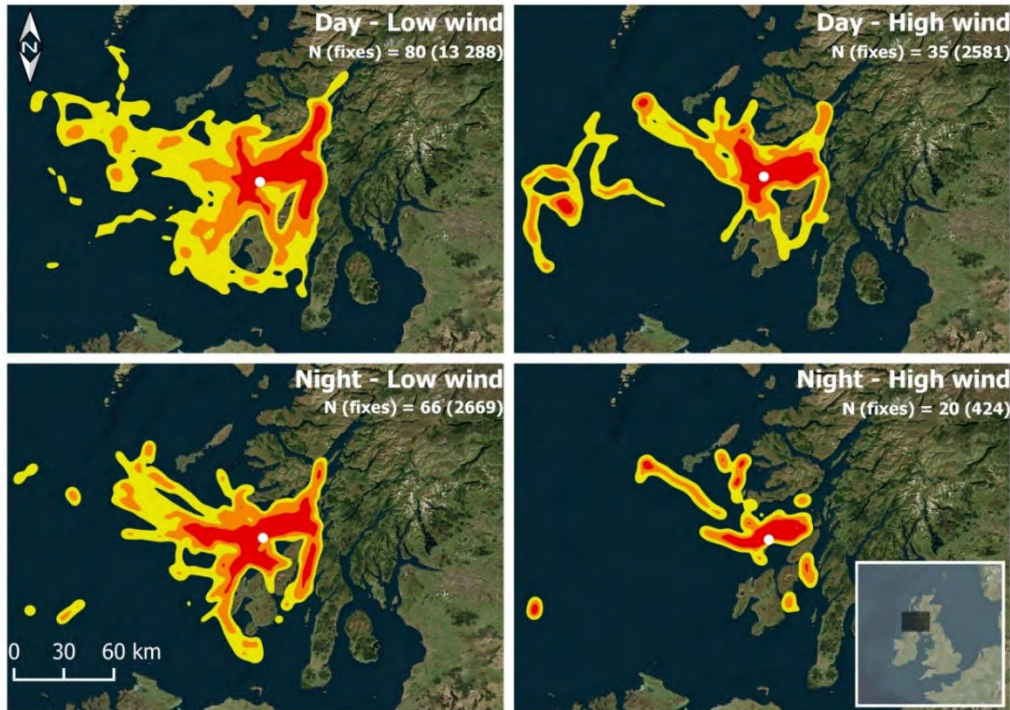 N
Day - Low wind
N (fixes) = 80 (13 288)
Day - High wind
N (fixes) = 35 (2581)
Night - Low wind
N (fixes) = 66 (2669)
0 30 60 km
Night - High wind
N (fixes) = 20 (424)